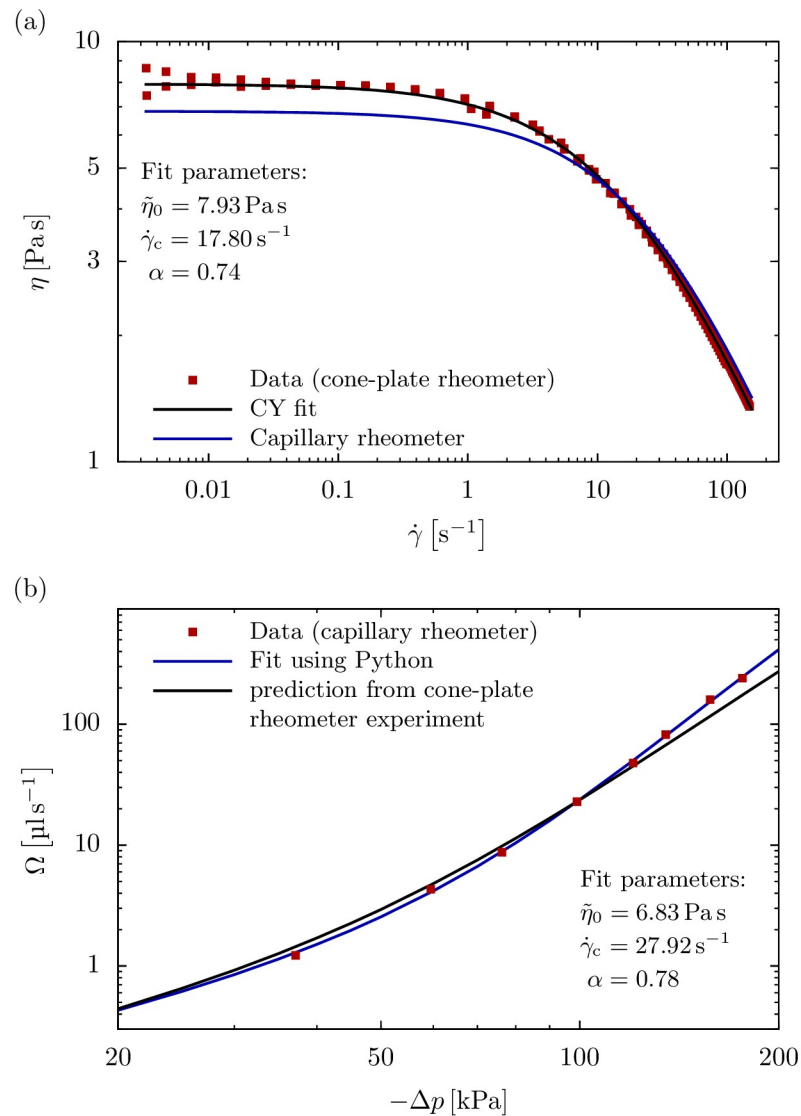 (a)
10
5
3
1
η [Pa s]
Fit parameters:
η̃₀ = 7.93 Pa s
γ̇c = 17.80 s⁻¹
α = 0.74
Data (cone-plate rheometer)
CY fit
Capillary rheometer
0.01 0.1 1 10 100
γ̇ [s⁻¹]
(b)
Data (capillary rheometer)
Fit using Python
prediction from cone-plate
rheometer experiment
100
10
1
Ω [µl s⁻¹]
Fit parameters:
η̃₀ = 6.83 Pa s
γ̇c = 27.92 s⁻¹
α = 0.78
20 50 100 200
−Δp [kPa]